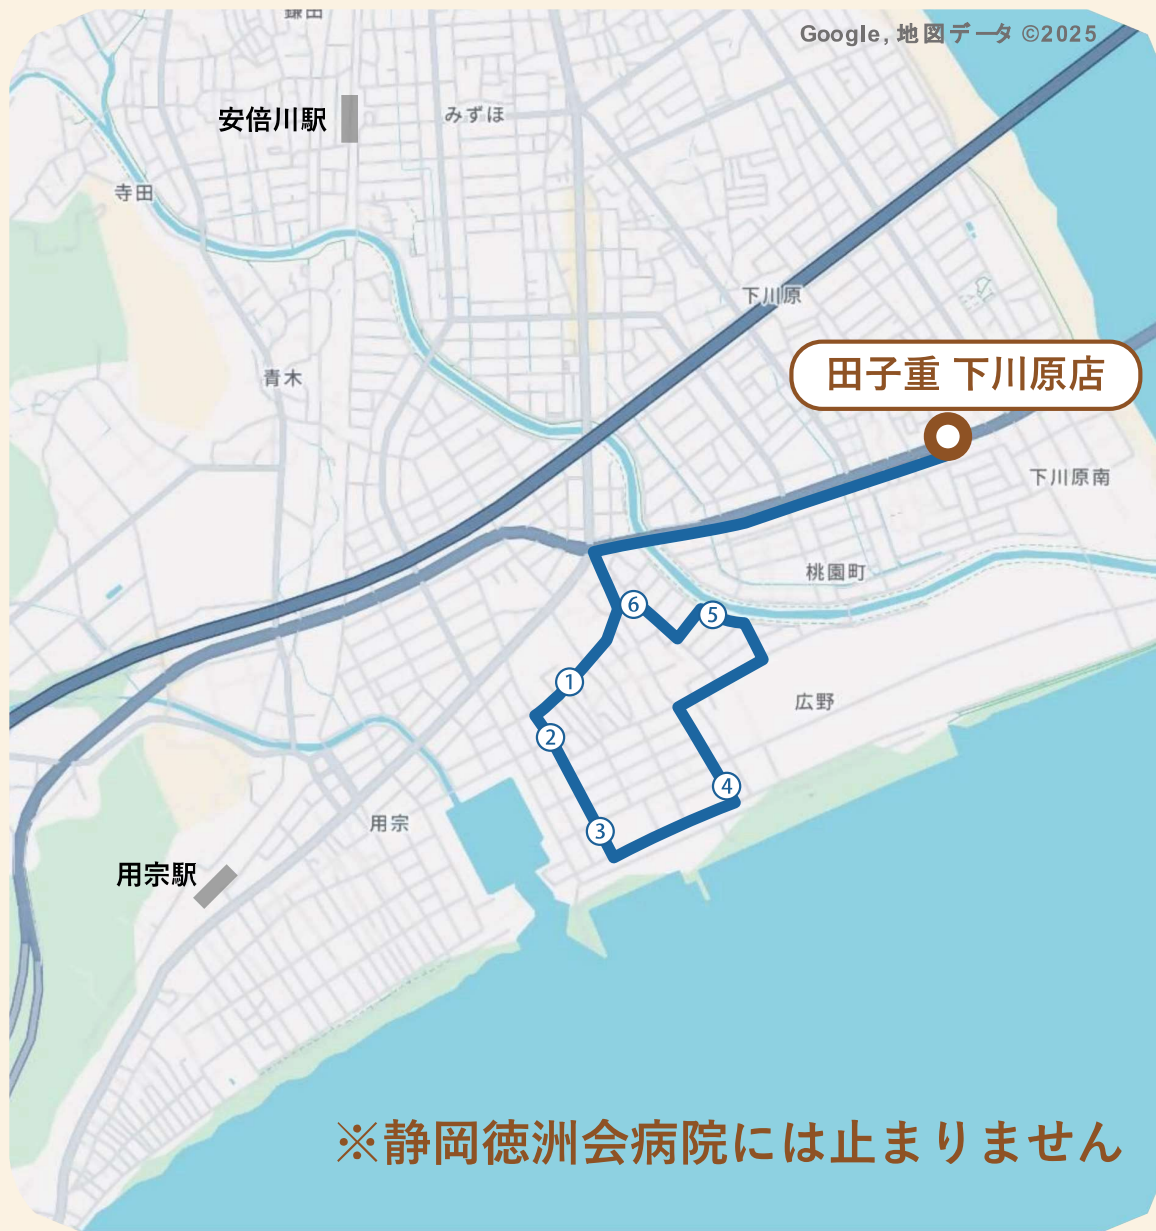 鎌田
Google, 地図データ ©2025
安倍川駅
みずほ
寺田
下川原
田子重 下川原店
青木
下川原南
桃園町
⑥
⑤
①
広野
②
④
③
用宗
用宗駅
※静岡徳洲会病院には止まりません